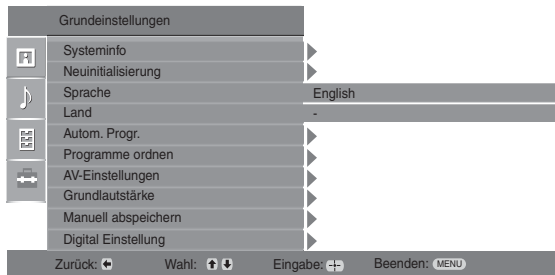 Grundeinstellungen
Systeminfo
Neuinitialisierung
Sprache English
Land -
Autom. Progr.
Programme ordnen
AV-Einstellungen
Grundlautstärke
Manuell abspeichern
Digital Einstellung
Zurück: Wahl: Eingabe: Beenden: MENU